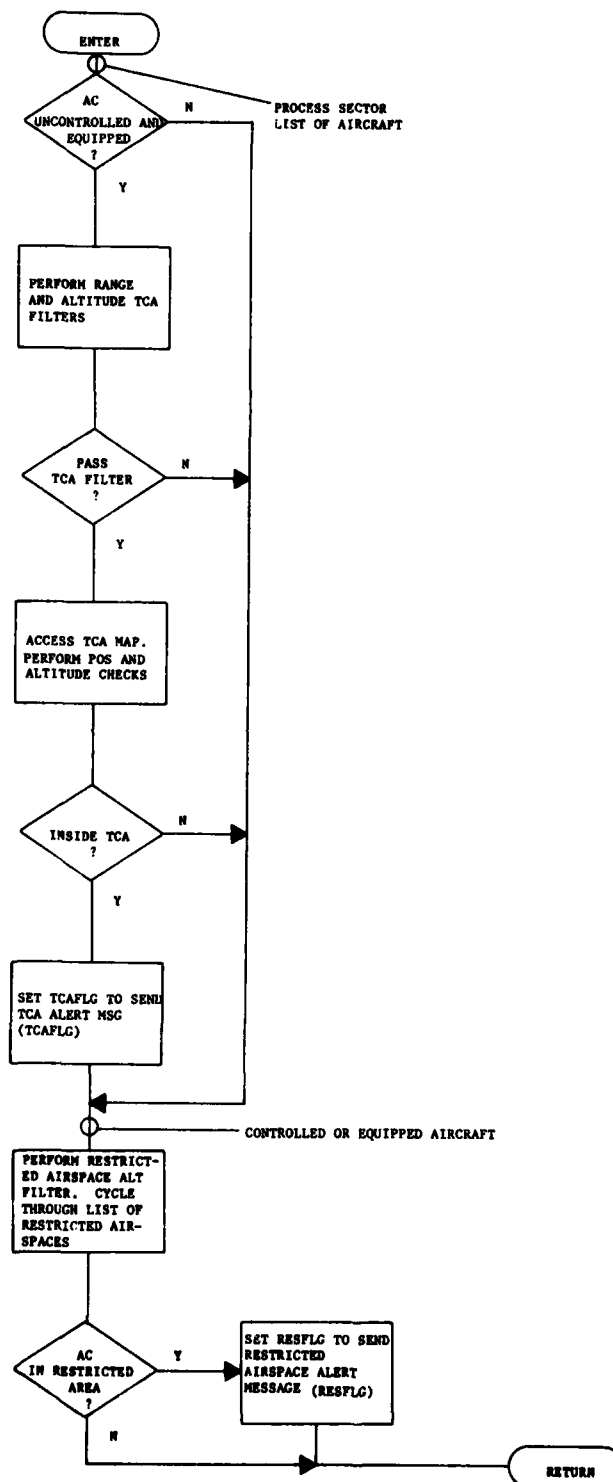 ENTER
AC
UNCONTROLLED AND
EQUIPPED
?
N
PROCESS SECTOR
LIST OF AIRCRAFT
Y
PERFORM RANGE
AND ALTITUDE TCA
FILTERS
PASS
TCA FILTER
?
N
Y
ACCESS TCA MAP.
PERFORM POS AND
ALTITUDE CHECKS
INSIDE TCA
?
N
Y
SET TCAFLG TO SEND
TCA ALERT MSG
(TCAFLG)
CONTROLLED OR EQUIPPED AIRCRAFT
PERFORM RESTRICT-
ED AIRSPACE ALT
FILTER. CYCLE
THROUGH LIST OF
RESTRICTED AIR-
SPACES
AC
IN RESTRICTED
AREA
?
Y
SET RESFLG TO SEND
RESTRICTED
AIRSPACE ALERT
MESSAGE (RESFLG)
N
RETURN